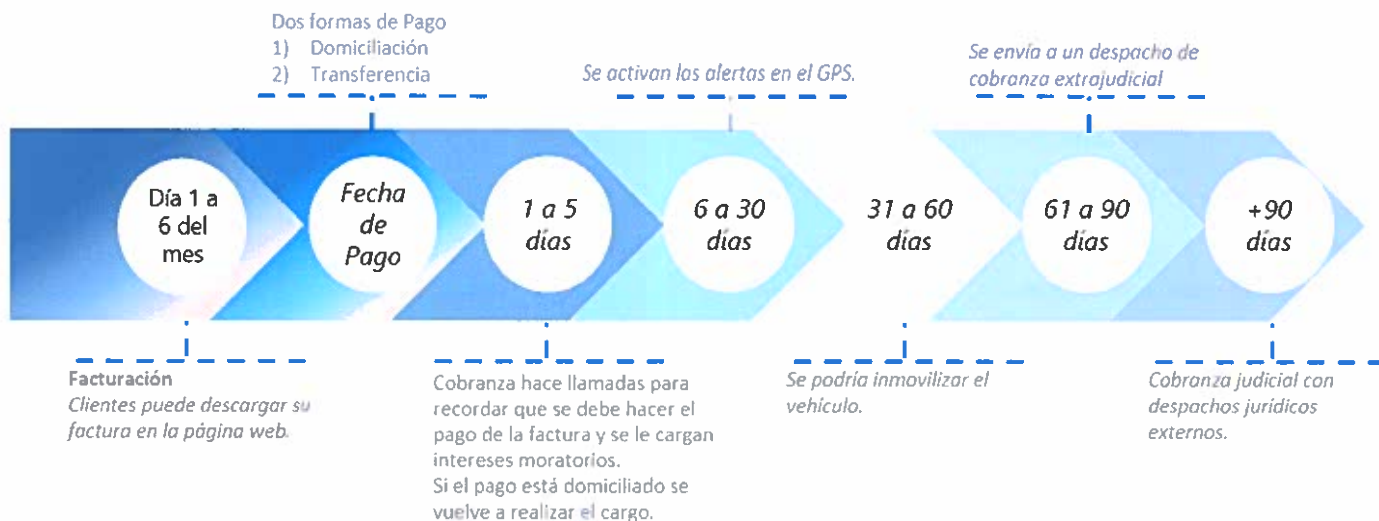 Dos formas de Pago
1) Domiciliación
2) Transferencia
Se activan las alertas en el GPS.
Se envía a un despacho de
cobranza extrajudicial
Día 1 a
6 del
mes
Fecha
de
Pago
1 a 5
días
6 a 30
días
31 a 60
días
61 a 90
días
+90
días
Facturación
Clientes puede descargar su
factura en la página web.
Cobranza hace llamadas para
recordar que se debe hacer el
pago de la factura y se le cargan
intereses moratorios.
Si el pago está domiciliado se
vuelve a realizar el cargo.
Se podría inmovilizar el
vehículo.
Cobranza judicial con
despachos jurídicos
externos.